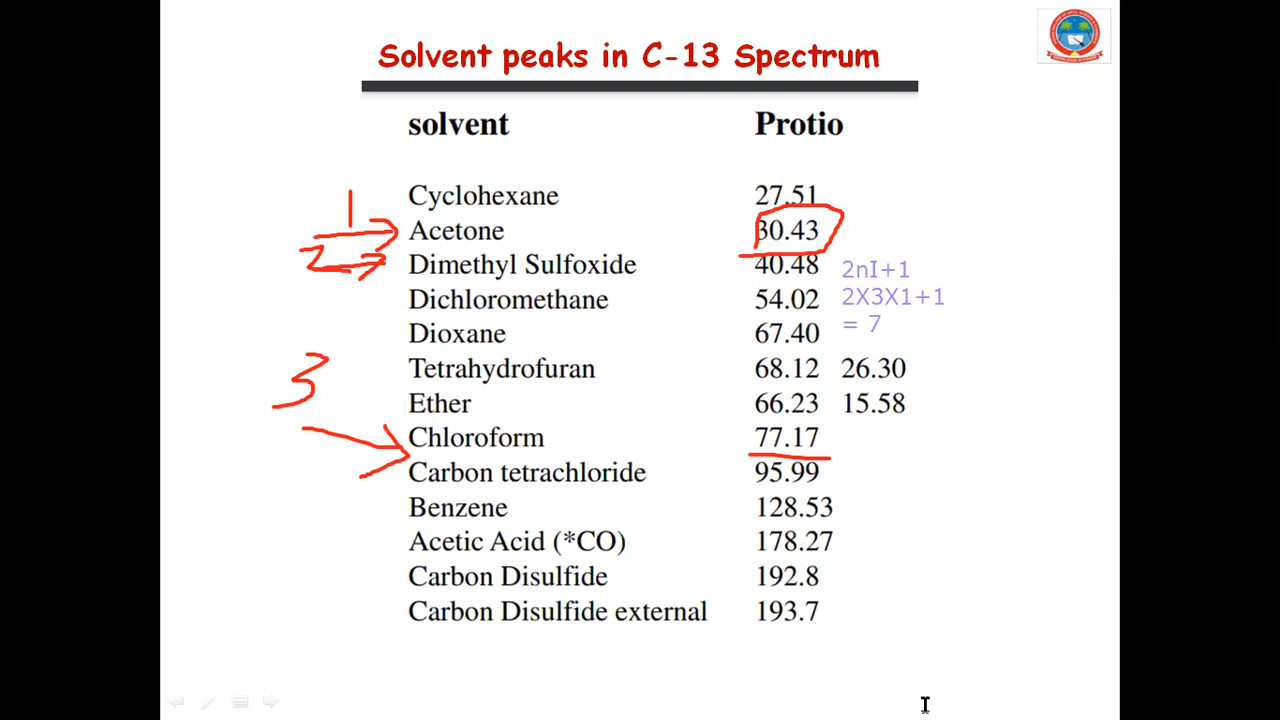 Solvent peaks in C-13 Spectrum
solvent Protio
Cyclohexane 27.51
1
Acetone 30.43
2
Dimethyl Sulfoxide 40.48 2nI+1
Dichloromethane 54.02 2X3X1+1
Dioxane 67.40 = 7
Tetrahydrofuran 68.12 26.30
3
Ether 66.23 15.58
Chloroform 77.17
Carbon tetrachloride 95.99
Benzene 128.53
Acetic Acid (*CO) 178.27
Carbon Disulfide 192.8
Carbon Disulfide external 193.7